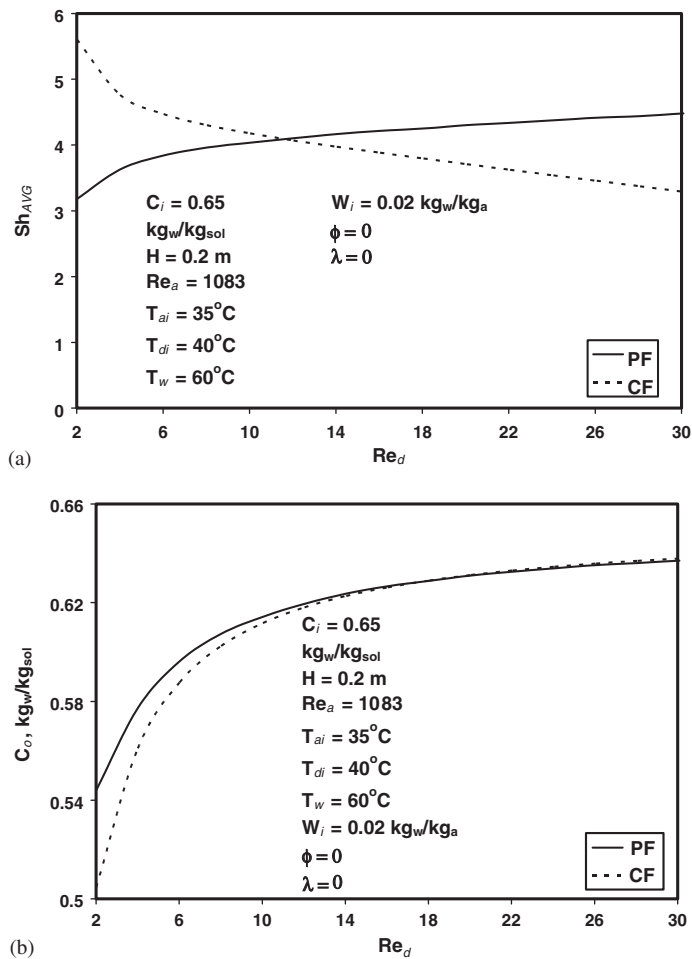 6
5
4
3
2
1
0
Sh_AVG
C_i = 0.65
kg_w/kg_sol
H = 0.2 m
Re_a = 1083
T_ai = 35°C
T_di = 40°C
T_w = 60°C
W_i = 0.02 kg_w/kg_a
ϕ = 0
λ = 0
PF
CF
2 6 10 14 18 22 26 30
(a) Re_d
0.66
0.62
0.58
0.54
0.5
C_o, kg_w/kg_sol
C_i = 0.65
kg_w/kg_sol
H = 0.2 m
Re_a = 1083
T_ai = 35°C
T_di = 40°C
T_w = 60°C
W_i = 0.02 kg_w/kg_a
ϕ = 0
λ = 0
PF
CF
2 6 10 14 18 22 26 30
(b) Re_d